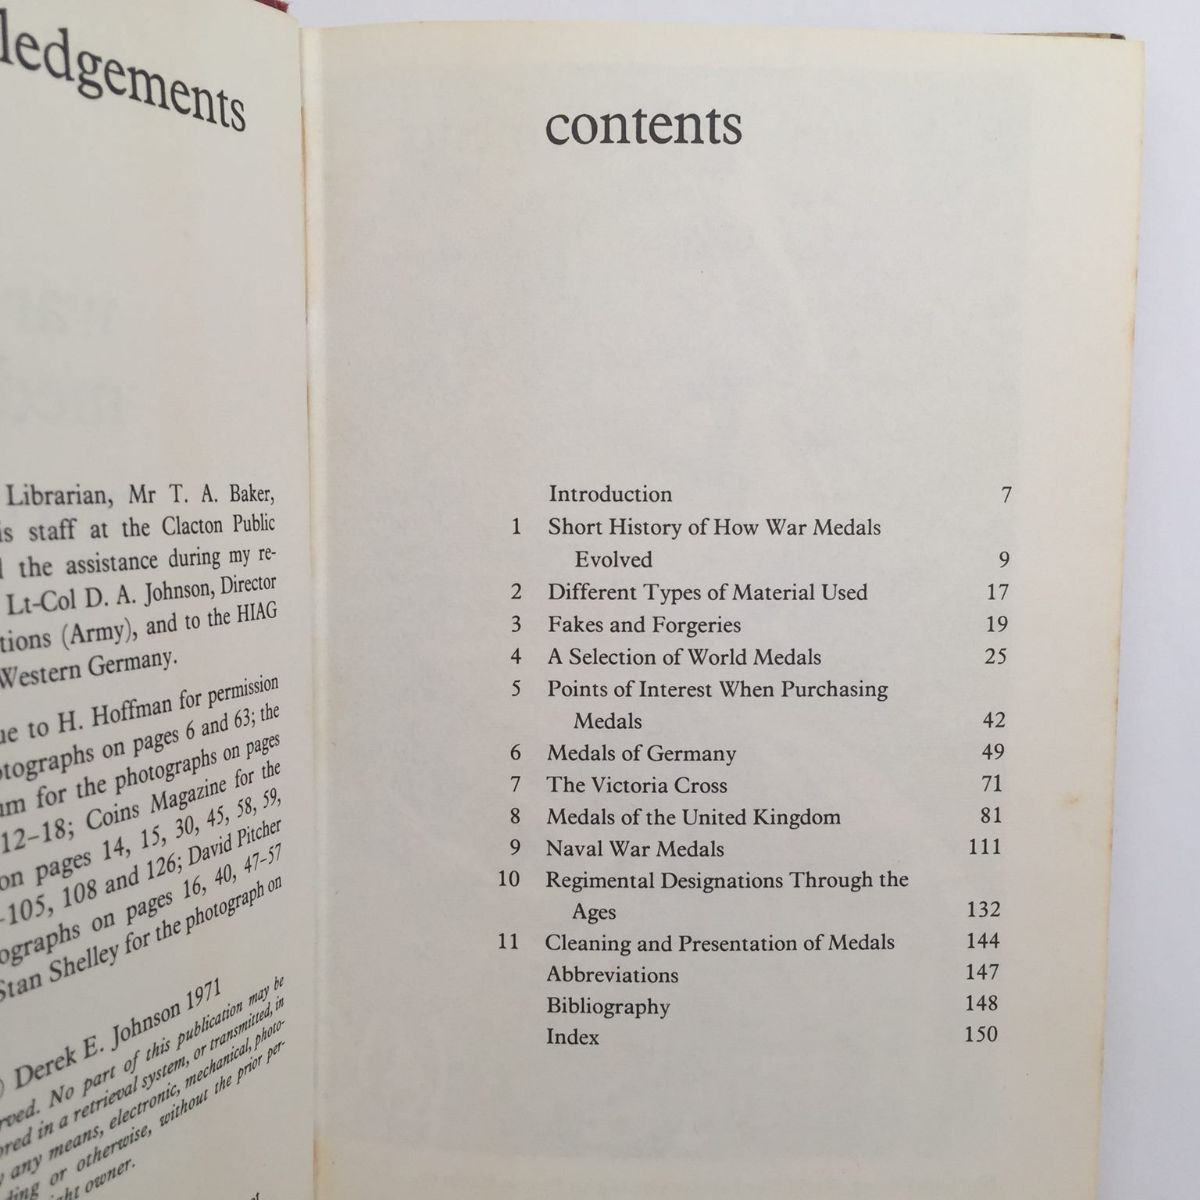 ledgements
Librarian, Mr T. A. Baker,
is staff at the Clacton Public
the assistance during my re-
Lt-Col D. A. Johnson, Director
tions (Army), and to the HIAG
Western Germany.
ue to H. Hoffman for permission
otographs on pages 6 and 63; the
um for the photographs on pages
12–18; Coins Magazine for the
on pages 14, 15, 30, 45, 58, 59,
-105, 108 and 126; David Pitcher
ographs on pages 16, 40, 47–57
Stan Shelley for the photograph on
Derek E. Johnson 1971
rved. No part of this publication may be
ored in a retrieval system, or transmitted, in
any means, electronic, mechanical, photo-
ding or otherwise, without the prior per-
ght owner.
contents
Introduction 7
1 Short History of How War Medals
Evolved 9
2 Different Types of Material Used 17
3 Fakes and Forgeries 19
4 A Selection of World Medals 25
5 Points of Interest When Purchasing
Medals 42
6 Medals of Germany 49
7 The Victoria Cross 71
8 Medals of the United Kingdom 81
9 Naval War Medals 111
10 Regimental Designations Through the
Ages 132
11 Cleaning and Presentation of Medals 144
Abbreviations 147
Bibliography 148
Index 150